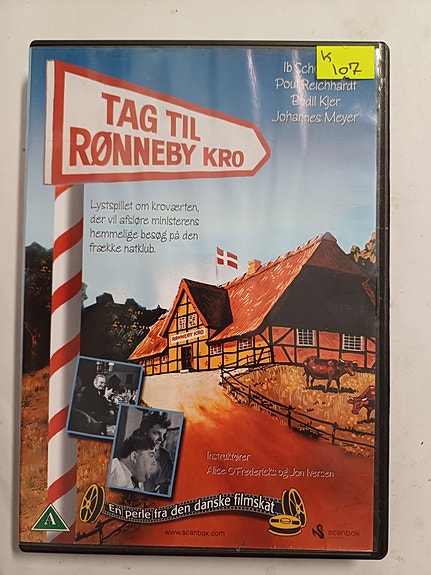 K 107
Ib Sch
Poul Reichhardt
Bodil Kjer
Johannes Meyer
TAG TIL
RØNNEBY KRO
Lystspillet om kroværten,
der vil afsløre ministerens
hemmelige besøg på den
frække natklub.
RØNNEBY KRO
Instruktører
Alice O'Fredericks og Jon Iversen
A
En perle fra den danske filmskat
www.scanbox.com
scanbox